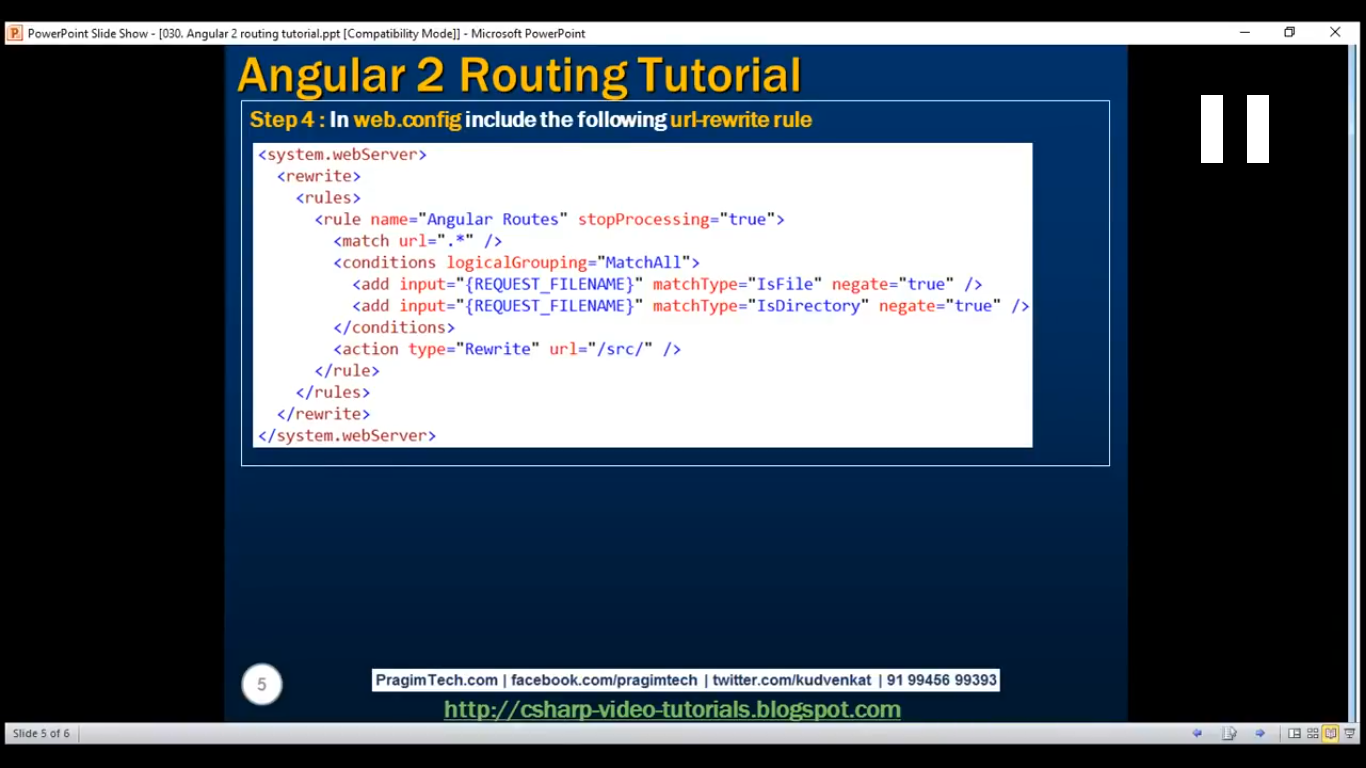 PowerPoint Slide Show - [030. Angular 2 routing tutorial.ppt [Compatibility Mode]] - Microsoft PowerPoint
Angular 2 Routing Tutorial
Step 4 : In web.config include the following url-rewrite rule
<system.webServer>
  <rewrite>
    <rules>
      <rule name="Angular Routes" stopProcessing="true">
        <match url=".*" />
        <conditions logicalGrouping="MatchAll">
          <add input="{REQUEST_FILENAME}" matchType="IsFile" negate="true" />
          <add input="{REQUEST_FILENAME}" matchType="IsDirectory" negate="true" />
        </conditions>
        <action type="Rewrite" url="/src/" />
      </rule>
    </rules>
  </rewrite>
</system.webServer>
5
PragimTech.com | facebook.com/pragimtech | twitter.com/kudvenkat | 91 99456 99393
http://csharp-video-tutorials.blogspot.com
Slide 5 of 6